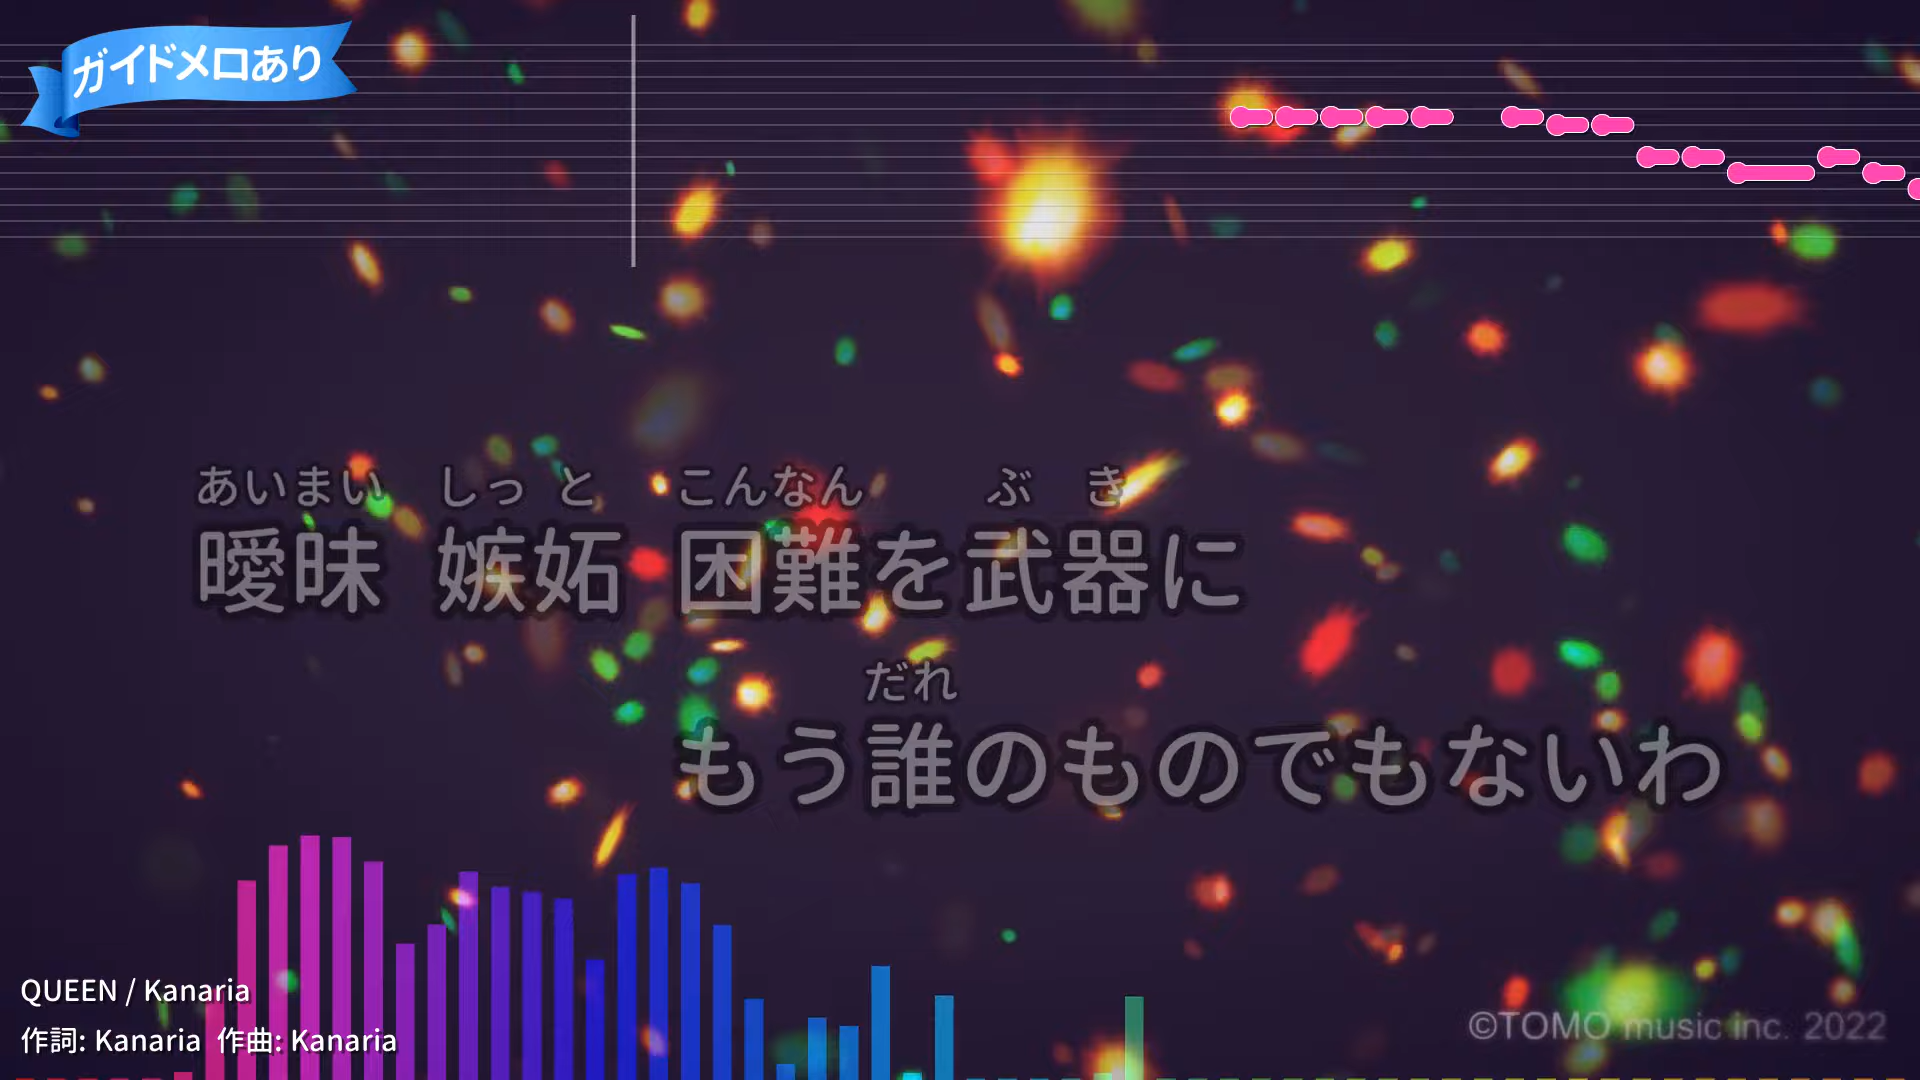 ガイドメロあり
あいまい しっと こんなん ぶき
曖昧 嫉妬 困難を武器に
だれ
もう誰のものでもないわ
QUEEN / Kanaria
作詞: Kanaria 作曲: Kanaria
©TOMO music inc. 2022